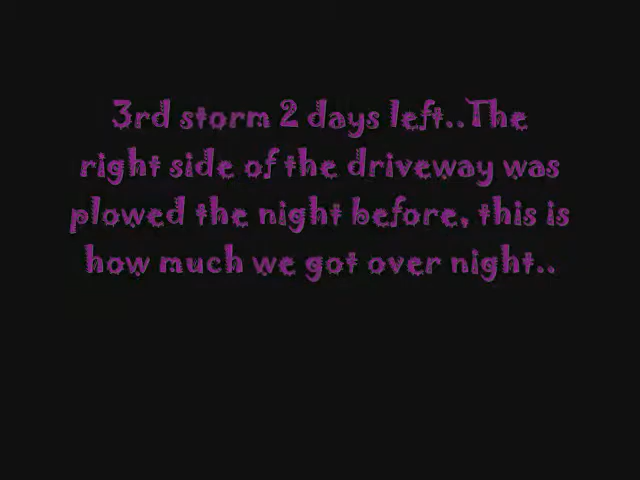 3rd storm 2 days left..The
right side of the driveway was
plowed the night before, this is
how much we got over night..